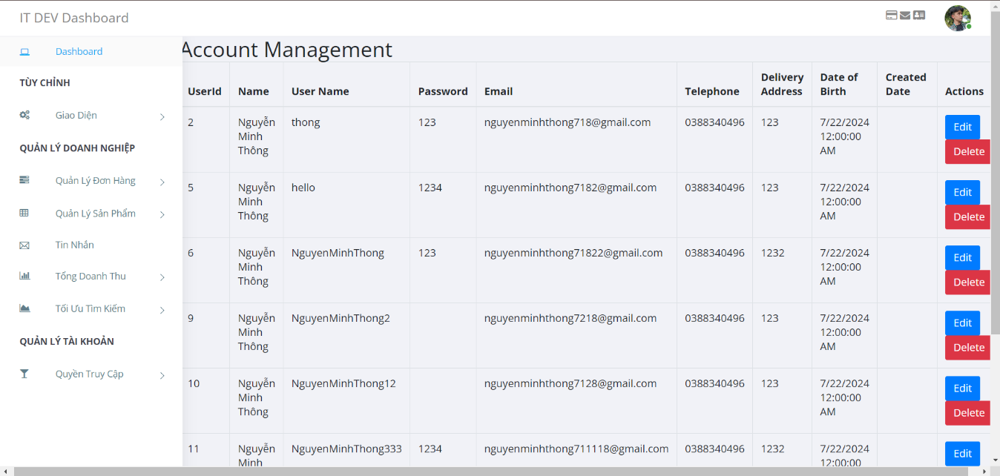 IT DEV Dashboard
Dashboard
TÙY CHỈNH
Giao Diện
QUẢN LÝ DOANH NGHIỆP
Quản Lý Đơn Hàng
Quản Lý Sản Phẩm
Tin Nhắn
Tổng Doanh Thu
Tối Ưu Tìm Kiếm
QUẢN LÝ TÀI KHOẢN
Quyền Truy Cập
Account Management
UserId Name User Name Password Email Telephone Delivery Address Date of Birth Created Date Actions
2 Nguyễn Minh Thông thong 123 nguyenminhthong718@gmail.com 0388340496 123 7/22/2024 12:00:00 AM Edit Delete
5 Nguyễn Minh Thông hello 1234 nguyenminhthong7182@gmail.com 0388340496 123 7/22/2024 12:00:00 AM Edit Delete
6 Nguyễn Minh Thông NguyenMinhThong 123 nguyenminhthong71822@gmail.com 0388340496 1232 7/22/2024 12:00:00 AM Edit Delete
9 Nguyễn Minh Thông NguyenMinhThong2 nguyenminhthong7218@gmail.com 0388340496 123 7/22/2024 12:00:00 AM Edit Delete
10 Nguyễn Minh Thông NguyenMinhThong12 nguyenminhthong7128@gmail.com 0388340496 123 7/22/2024 12:00:00 AM Edit Delete
11 Nguyễn Minh NguyenMinhThong333 1234 nguyenminhthong711118@gmail.com 0388340496 1232 7/22/2024 12:00:00 Edit